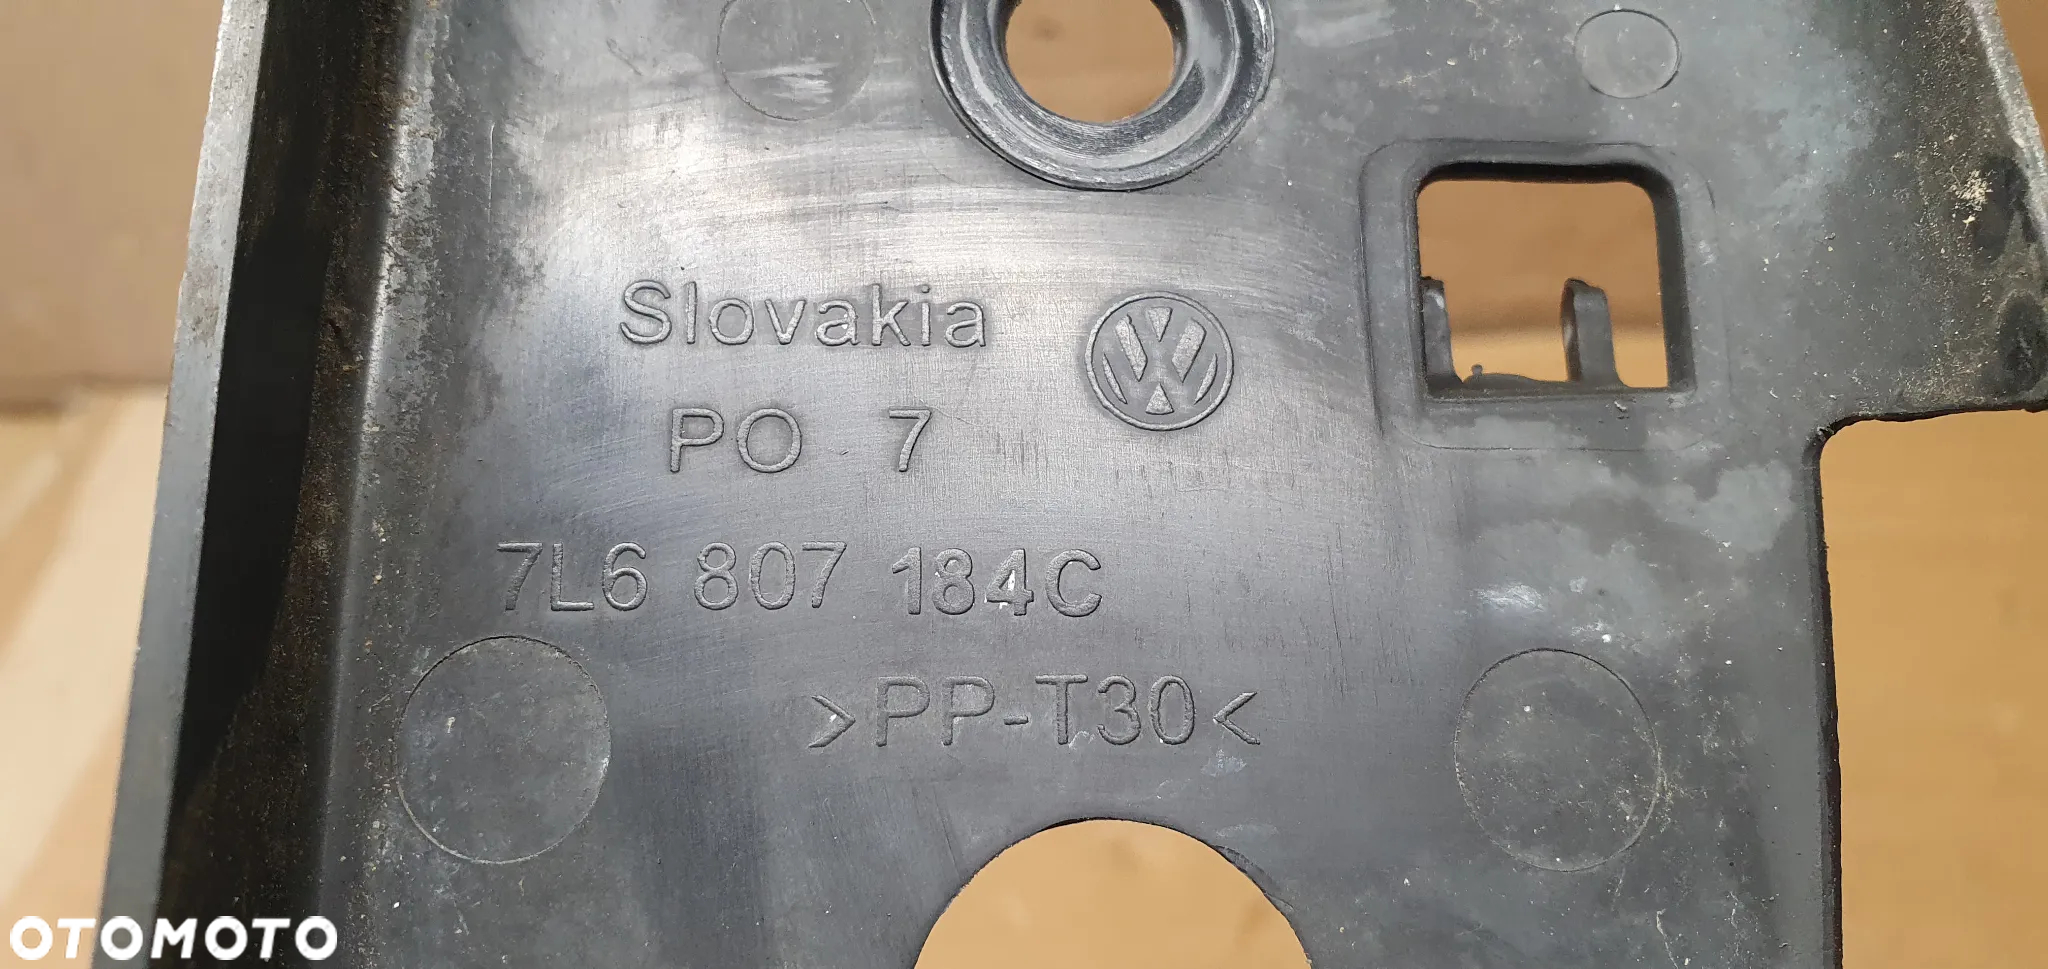 Slovakia
PO 7
7L6 807 184C
>PP-T30<
OTOMOTO